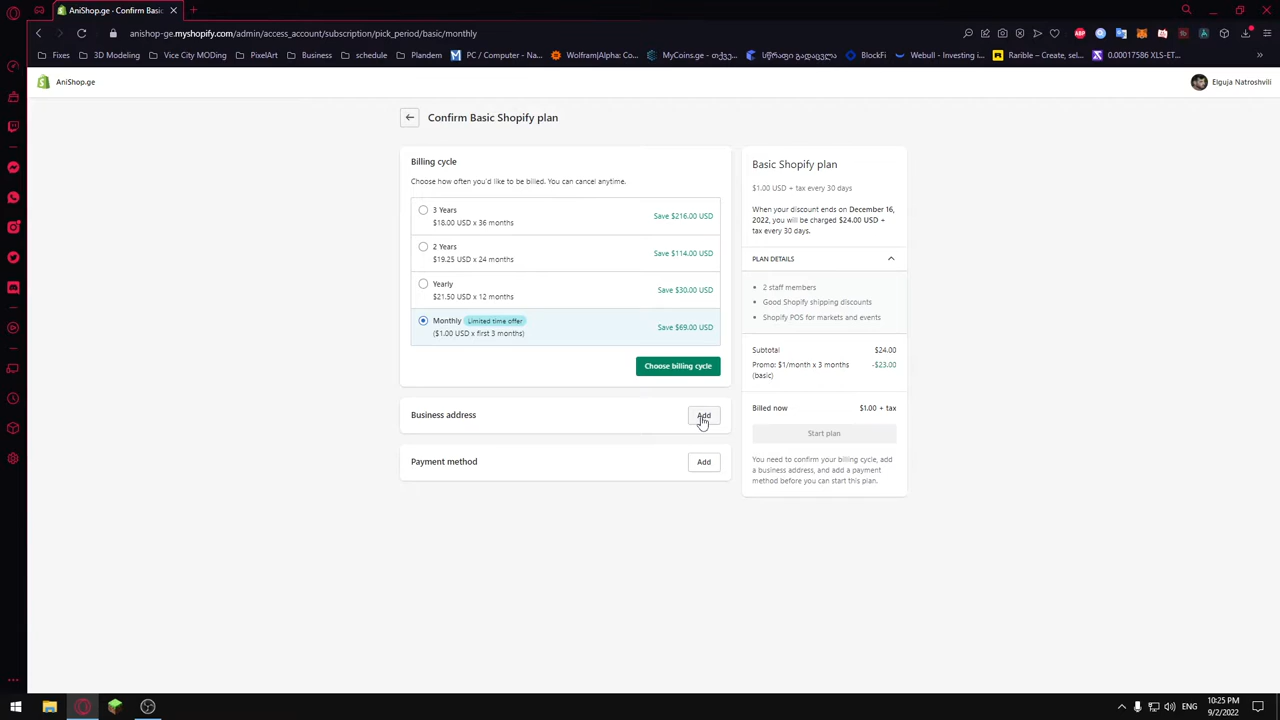 AniShop.ge - Confirm Basic
anishop-ge.myshopify.com/admin/access_account/subscription/pick_period/basic/monthly
Fixes
3D Modeling
Vice City MODing
PixelArt
Business
schedule
Plandem
PC / Computer - No...
Wolfram|Alpha: Co...
MyCoins.ge - თქვე...
სწრაფი გადაცვლა
BlockFi
Webull - Investing i...
Rarible – Create, sel...
0.00017594 XLS-ET...
AniShop.ge
Elguja Natroshvili
Confirm Basic Shopify plan
Billing cycle
Choose how often you'd like to be billed. You can cancel anytime.
3 Years
$18.00 USD x 36 months
Save $216.00 USD
2 Years
$19.25 USD x 24 months
Save $114.00 USD
Yearly
$21.50 USD x 12 months
Save $30.00 USD
Monthly Limited time offer
($1.00 USD x first 3 months)
Save $69.00 USD
Choose billing cycle
Business address
Add
Payment method
Add
Basic Shopify plan
$1.00 USD + tax every 30 days
When your discount ends on December 16,
2022, you will be charged $24.00 USD +
tax every 30 days.
PLAN DETAILS
2 staff members
Good Shopify shipping discounts
Shopify POS for markets and events
Subtotal $24.00
Promo: $1/month x 3 months -$23.00
(basic)
Billed now $1.00 + tax
Start plan
You need to confirm your billing cycle, add
a business address, and add a payment
method before you can start this plan.
ENG
10:25 PM
9/2/2022